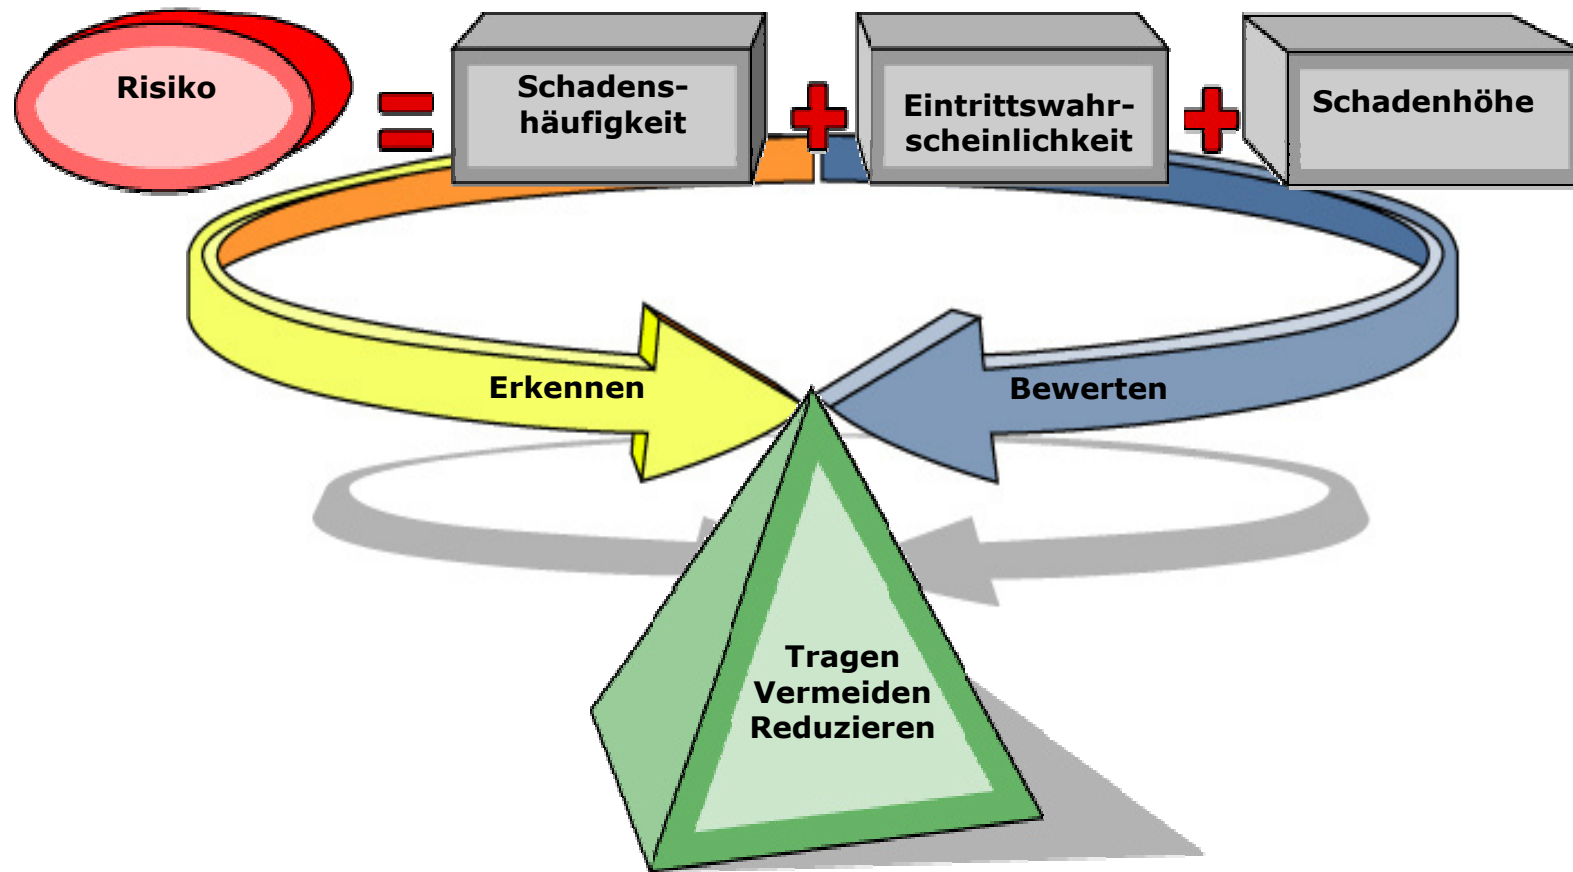 Risiko
=
Schadens-
häufigkeit
+
Eintrittswahr-
scheinlichkeit
+
Schadenhöhe
Erkennen
Bewerten
Tragen
Vermeiden
Reduzieren